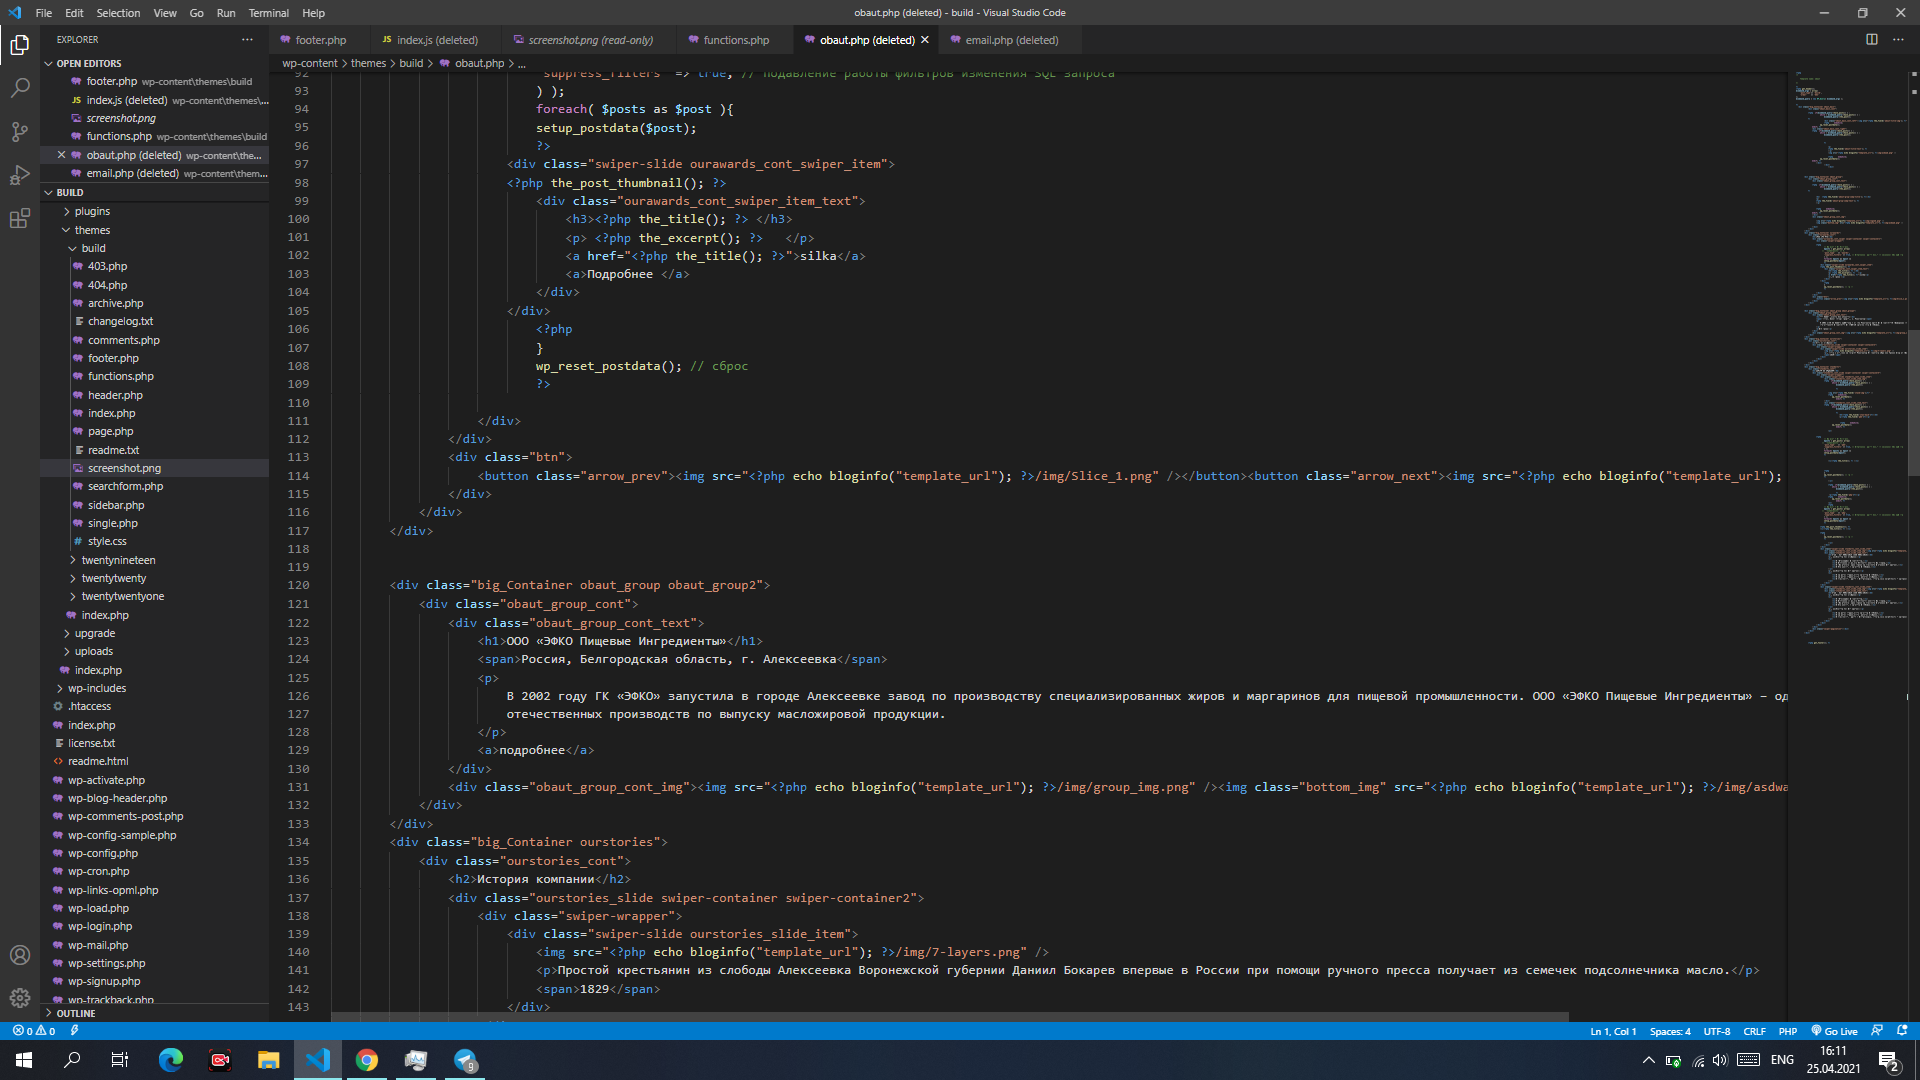 File Edit Selection View Go Run Terminal Help
obaut.php (deleted) - build - Visual Studio Code
EXPLORER
footer.php
index.js (deleted)
screenshot.png (read-only)
functions.php
obaut.php (deleted)
email.php (deleted)
wp-content > themes > build > obaut.php > ...
OPEN EDITORS
footer.php wp-content\themes\build
index.js (deleted) wp-content\themes\...
screenshot.png
functions.php wp-content\themes\build
obaut.php (deleted) wp-content\the...
email.php (deleted) wp-content\them...
BUILD
plugins
themes
build
403.php
404.php
archive.php
changelog.txt
comments.php
footer.php
functions.php
header.php
index.php
page.php
readme.txt
screenshot.png
searchform.php
sidebar.php
single.php
style.css
twentynineteen
twentytwenty
twentytwentyone
index.php
upgrade
uploads
index.php
wp-includes
.htaccess
index.php
license.txt
readme.html
wp-activate.php
wp-blog-header.php
wp-comments-post.php
wp-config-sample.php
wp-config.php
wp-cron.php
wp-links-opml.php
wp-load.php
wp-login.php
wp-mail.php
wp-settings.php
wp-signup.php
wp-trackback.php
OUTLINE
92 'suppress_filters' => true, // подавление работы фильтров изменения SQL запроса
93 ) );
94 foreach( $posts as $post ){
95 setup_postdata($post);
96 ?>
97 <div class="swiper-slide ourawards_cont_swiper_item">
98 <?php the_post_thumbnail(); ?>
99 <div class="ourawards_cont_swiper_item_text">
100 <h3><?php the_title(); ?> </h3>
101 <p> <?php the_excerpt(); ?> </p>
102 <a href="<?php the_title(); ?>">silka</a>
103 <a>Подробнее </a>
104 </div>
105 </div>
106 <?php
107 }
108 wp_reset_postdata(); // сброс
109 ?>
110
111 </div>
112 </div>
113 <div class="btn">
114 <button class="arrow_prev"><img src="<?php echo bloginfo("template_url"); ?>/img/Slice_1.png" /></button><button class="arrow_next"><img src="<?php echo bloginfo("template_url");
115 </div>
116 </div>
117 </div>
118
119
120 <div class="big_Container obaut_group obaut_group2">
121 <div class="obaut_group_cont">
122 <div class="obaut_group_cont_text">
123 <h1>ООО «ЭФКО Пищевые Ингредиенты»</h1>
124 <span>Россия, Белгородская область, г. Алексеевка</span>
125 <p>
126 В 2002 году ГК «ЭФКО» запустила в городе Алексеевке завод по производству специализированных жиров и маргаринов для пищевой промышленности. ООО «ЭФКО Пищевые Ингредиенты» – од
127 отечественных производств по выпуску масложировой продукции.
128 </p>
129 <a>подробнее</a>
130 </div>
131 <div class="obaut_group_cont_img"><img src="<?php echo bloginfo("template_url"); ?>/img/group_img.png" /><img class="bottom_img" src="<?php echo bloginfo("template_url"); ?>/img/asdwa
132 </div>
133 </div>
134 <div class="big_Container ourstories">
135 <div class="ourstories_cont">
136 <h2>История компании</h2>
137 <div class="ourstories_slide swiper-container swiper-container2">
138 <div class="swiper-wrapper">
139 <div class="swiper-slide ourstories_slide_item">
140 <img src="<?php echo bloginfo("template_url"); ?>/img/7-layers.png" />
141 <p>Простой крестьянин из слободы Алексеевка Воронежской губернии Даниил Бокарев впервые в России при помощи ручного пресса получает из семечек подсолнечника масло.</p>
142 <span>1829</span>
143 </div>
0 0
Ln 1, Col 1 Spaces: 4 UTF-8 CRLF PHP Go Live
9
ENG
16:11
25.04.2021
2